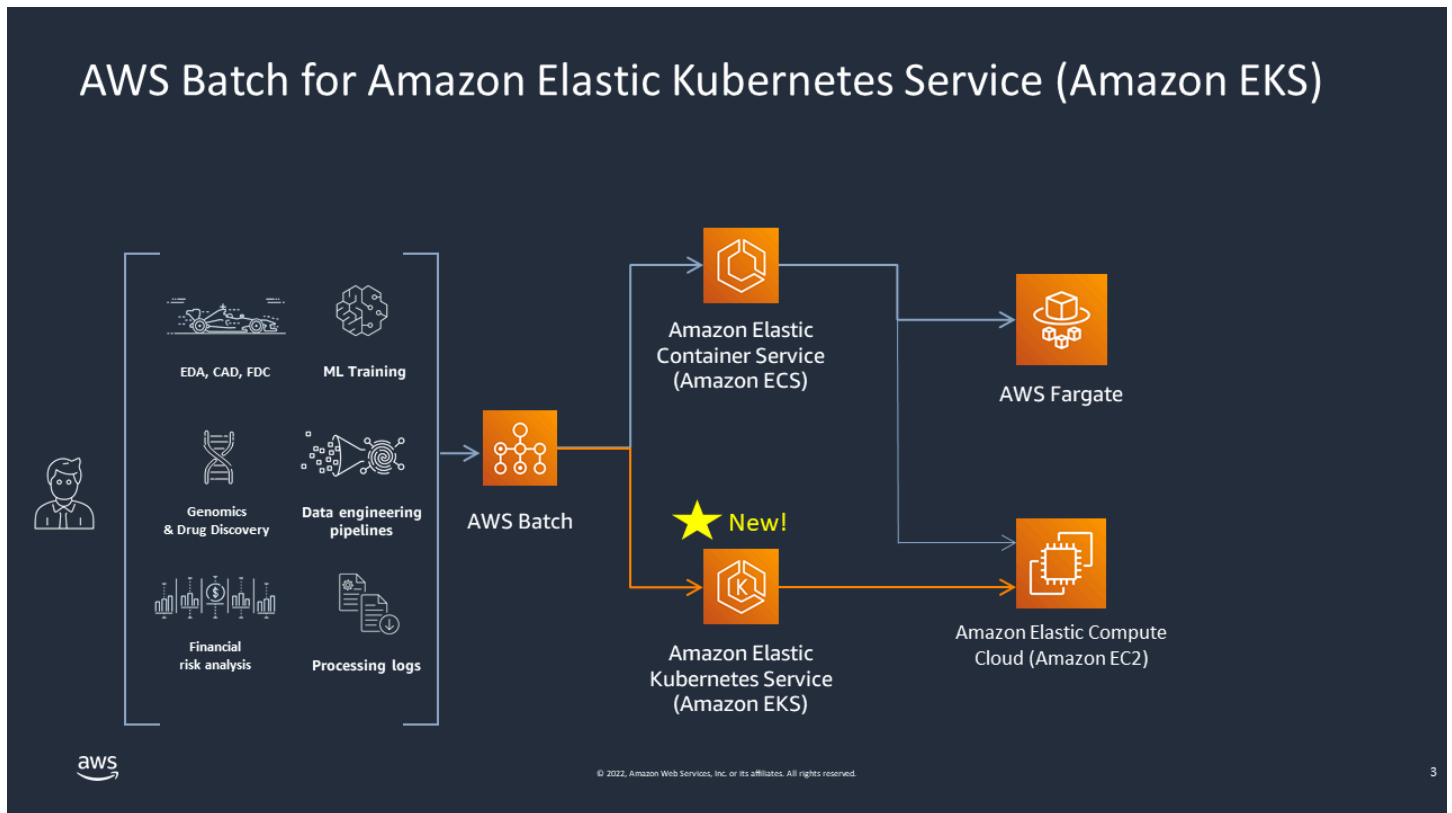 AWS Batch for Amazon Elastic Kubernetes Service (Amazon EKS)
EDA, CAD, FDC
ML Training
Genomics
& Drug Discovery
Data engineering
pipelines
Financial
risk analysis
Processing logs
AWS Batch
Amazon Elastic
Container Service
(Amazon ECS)
New!
K
Amazon Elastic
Kubernetes Service
(Amazon EKS)
AWS Fargate
Amazon Elastic Compute
Cloud (Amazon EC2)
$
aws
© 2022, Amazon Web Services, Inc. or its affiliates. All rights reserved.
3